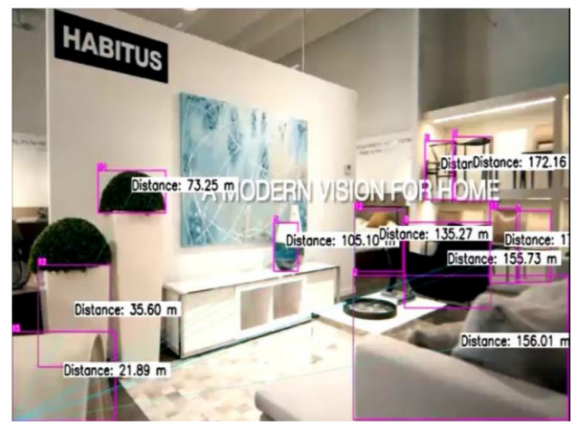 HABITUS
Distance: 172.16
Distance: 73.25 m
A MODERN VISION FOR HOME
Distance: 105.10
Distance: 135.27 m
Distance: 155.73 m
Distance: 35.60 m
Distance: 156.01 m
Distance: 21.89 m